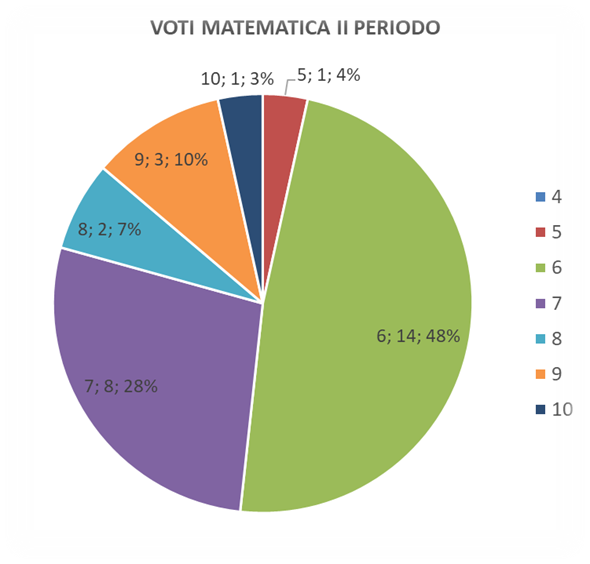 VOTI MATEMATICA II PERIODO
10; 1; 3%
5; 1; 4%
9; 3; 10%
8; 2; 7%
6; 14; 48%
7; 8; 28%
4
5
6
7
8
9
10